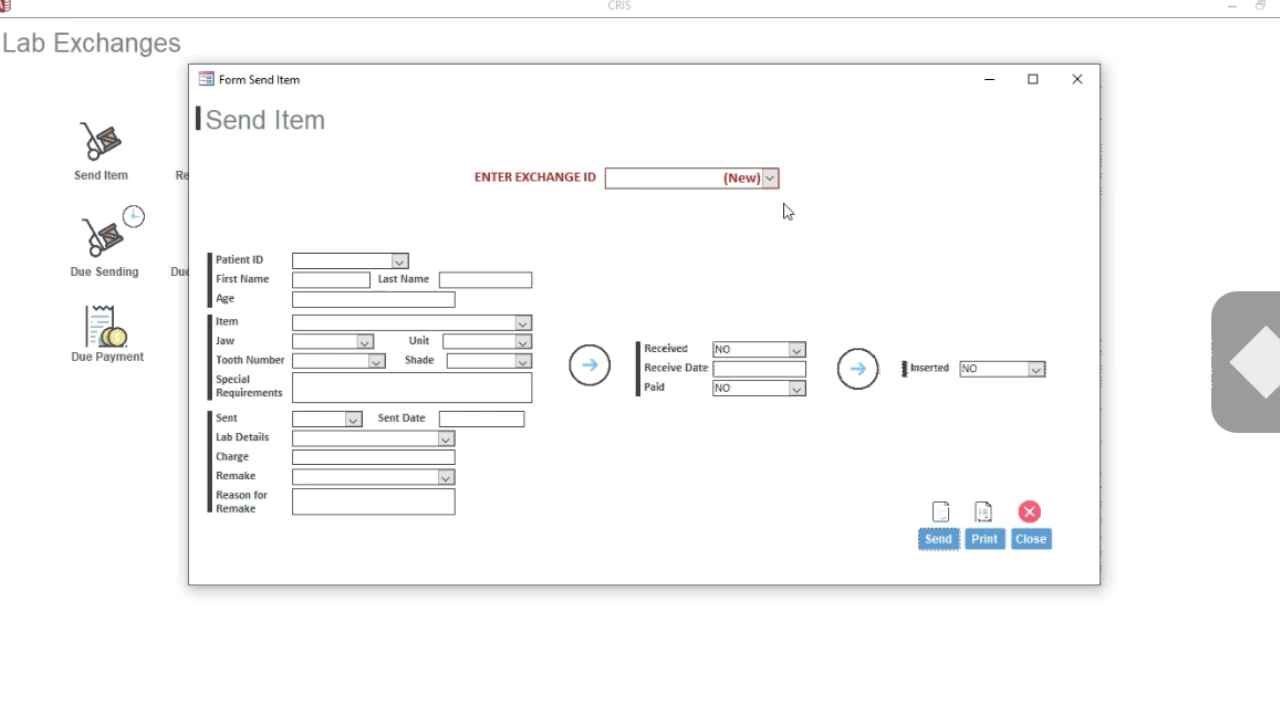 CRIS
Lab Exchanges
Form Send Item
Send Item
Send Item
Re
ENTER EXCHANGE ID (New)
Due Sending
Due
Due Payment
Patient ID
First Name Last Name
Age
Item
Jaw Unit
Tooth Number Shade
Special
Requirements
Sent Sent Date
Lab Details
Charge
Remake
Reason for
Remake
Received NO
Receive Date
Paid NO
Inserted NO
Send Print Close